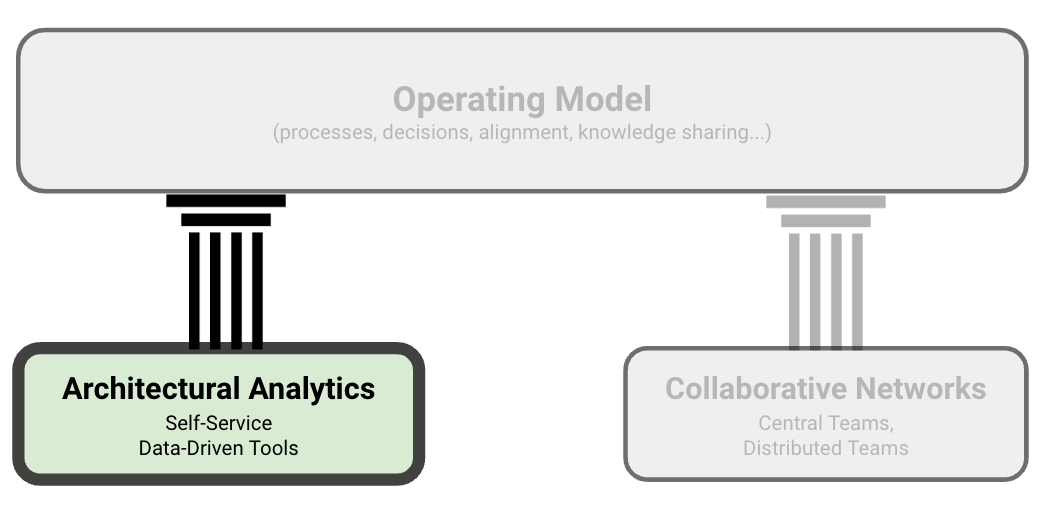 Operating Model
(processes, decisions, alignment, knowledge sharing...)
Architectural Analytics
Self-Service
Data-Driven Tools
Collaborative Networks
Central Teams,
Distributed Teams